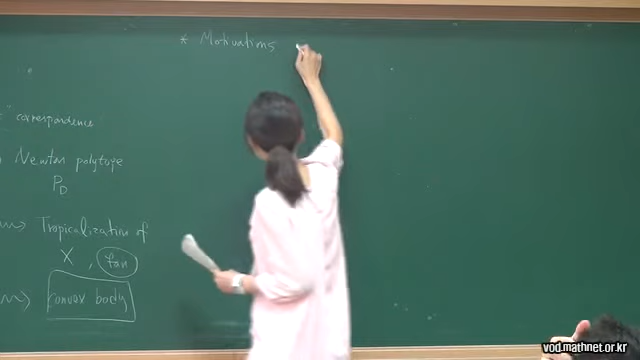 * Motivations
" correspondence
Newton polytope
P_D
~> Tropicalization of
X , fan
~> convex body
vod.mathnet.or.kr